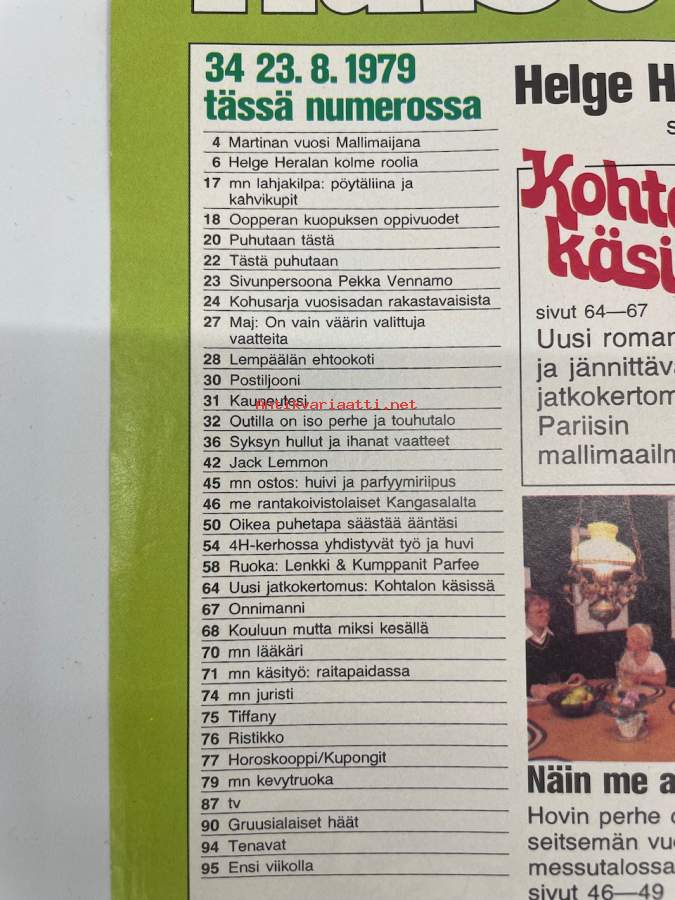 34 23. 8. 1979
tässä numerossa
4 Martinan vuosi Mallimaijana
6 Helge Heralan kolme roolia
17 mn lahjakilpa: pöytäliina ja
kahvikupit
18 Oopperan kuopuksen oppivuodet
20 Puhutaan tästä
22 Tästä puhutaan
23 Sivunpersoona Pekka Vennamo
24 Kohusarja vuosisadan rakastavaisista
27 Maj: On vain väärin valittuja
vaatteita
28 Lempäälän ehtookoti
30 Postiljooni
31 Kauneutesi
antikvariaatti.net
32 Outilla on iso perhe ja touhutalo
36 Syksyn hullut ja ihanat vaatteet
42 Jack Lemmon
45 mn ostos: huivi ja parfyymiriipus
46 me rantakoivistolaiset Kangasalalta
50 Oikea puhetapa säästää ääntäsi
54 4H-kerhossa yhdistyvät työ ja huvi
58 Ruoka: Lenkki & Kumppanit Parfee
64 Uusi jatkokertomus: Kohtalon käsissä
67 Onnimanni
68 Kouluun mutta miksi kesällä
70 mn lääkäri
71 mn käsityö: raitapaidassa
74 mn juristi
75 Tiffany
76 Ristikko
77 Horoskooppi/Kupongit
79 mn kevytruoka
87 tv
90 Gruusialaiset häät
94 Tenavat
95 Ensi viikolla
Helge H
s
Kohta
käsi
sivut 64—67
Uusi roman
ja jännittävä
jatkokertom
Pariisin
mallimaailm
Näin me a
Hovin perhe
seitsemän vuo
messutalossa
sivut 46—49